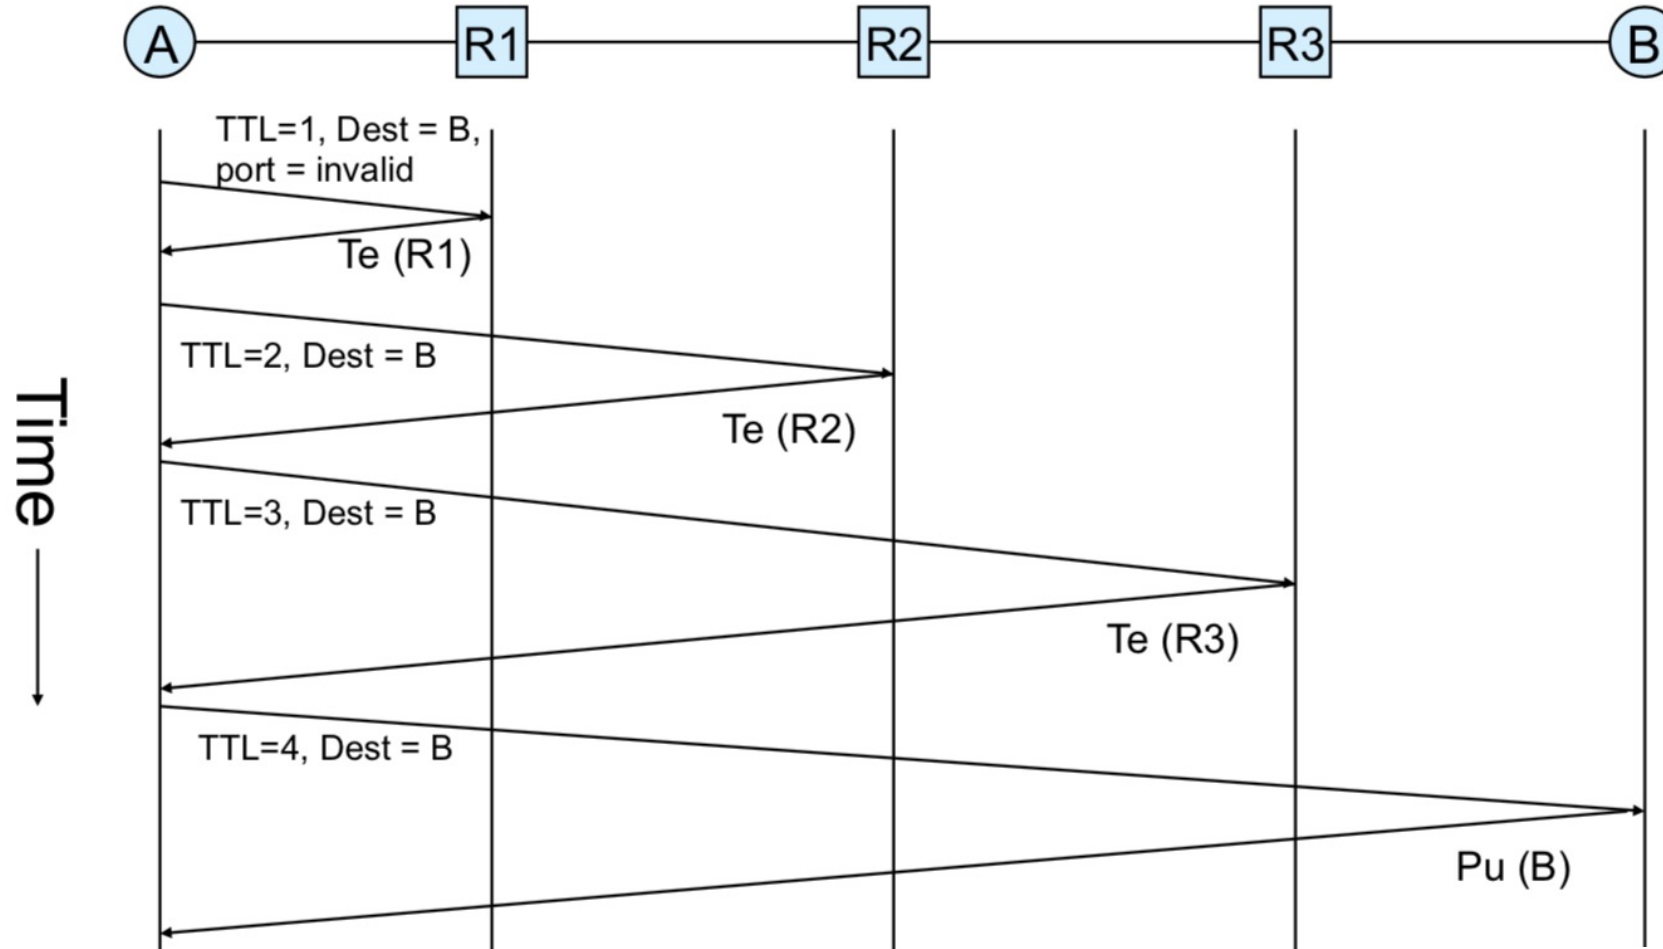 A R1 R2 R3 B
TTL=1, Dest = B,
port = invalid
Te (R1)
TTL=2, Dest = B
Te (R2)
Time
TTL=3, Dest = B
Te (R3)
TTL=4, Dest = B
Pu (B)